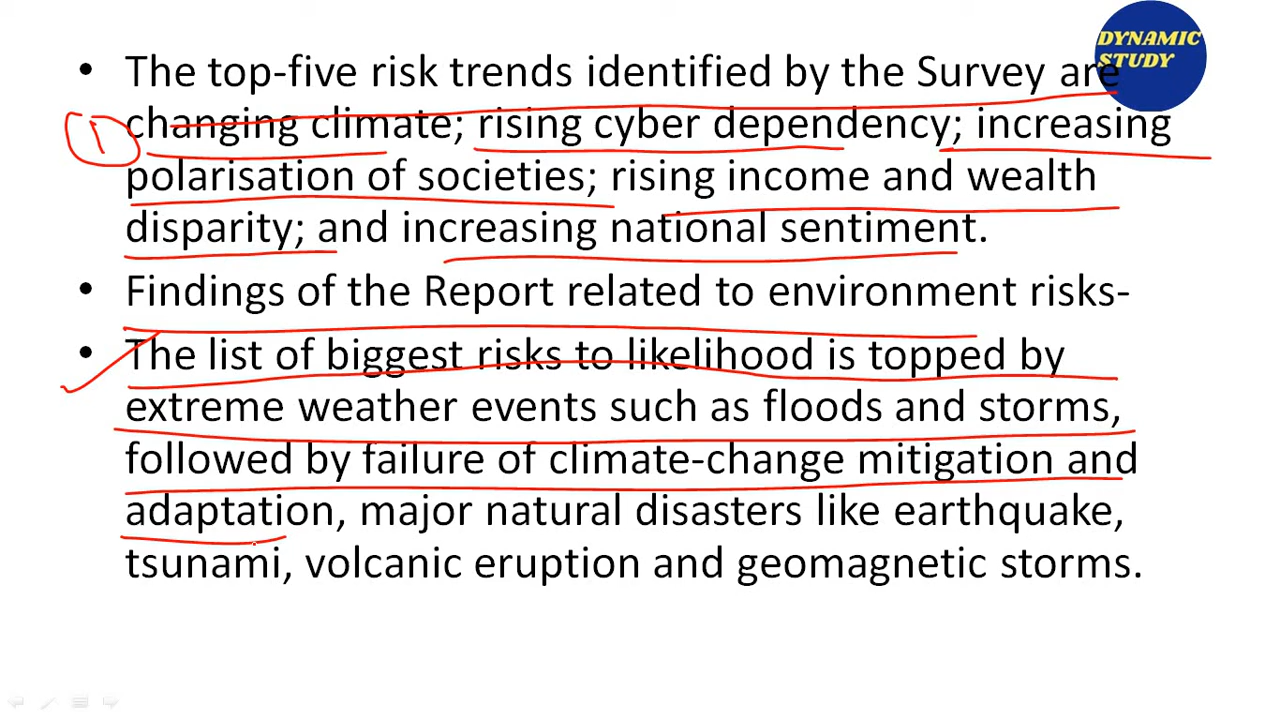 DYNAMIC
STUDY
• The top-five risk trends identified by the Survey are
changing climate; rising cyber dependency; increasing
polarisation of societies; rising income and wealth
disparity; and increasing national sentiment.
• Findings of the Report related to environment risks-
• The list of biggest risks to likelihood is topped by
extreme weather events such as floods and storms,
followed by failure of climate-change mitigation and
adaptation, major natural disasters like earthquake,
tsunami, volcanic eruption and geomagnetic storms.
1